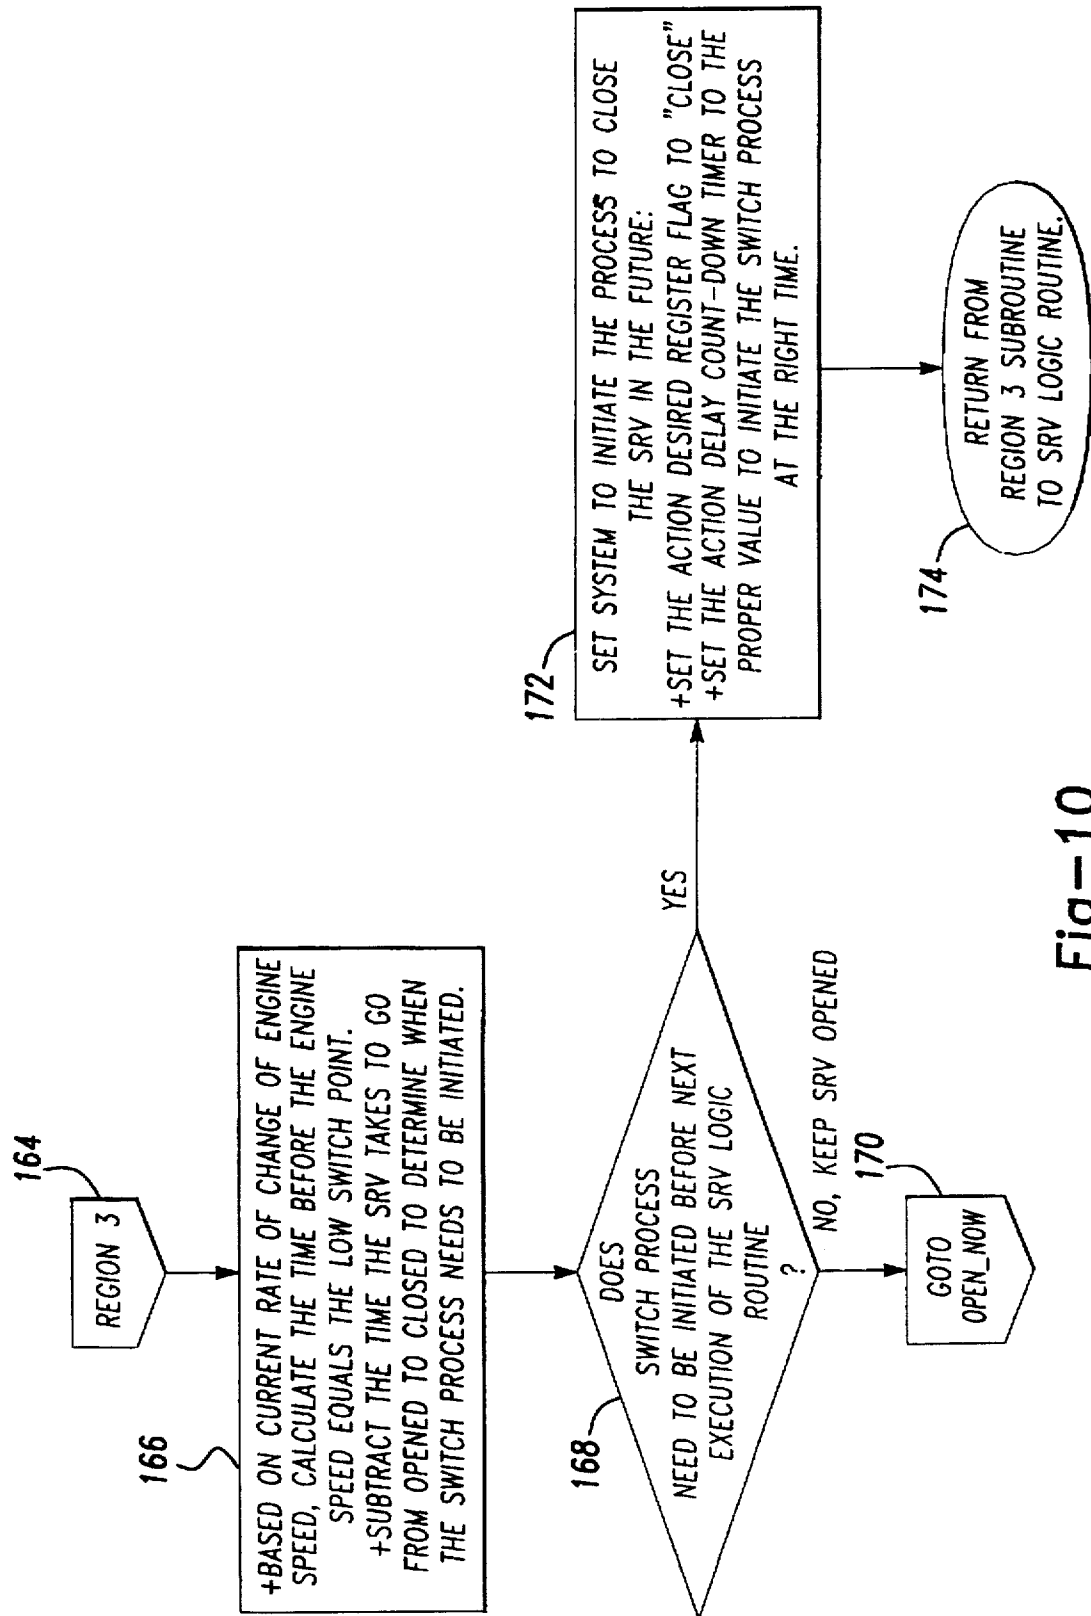 164
REGION 3
166
+BASED ON CURRENT RATE OF CHANGE OF ENGINE
SPEED, CALCULATE THE TIME BEFORE THE ENGINE
SPEED EQUALS THE LOW SWITCH POINT.
+SUBTRACT THE TIME THE SRV TAKES TO GO
FROM OPENED TO CLOSED TO DETERMINE WHEN
THE SWITCH PROCESS NEEDS TO BE INITIATED.
168
DOES
SWITCH PROCESS
NEED TO BE INITIATED BEFORE NEXT
EXECUTION OF THE SRV LOGIC
ROUTINE
?
NO, KEEP SRV OPENED
170
GOTO
OPEN_NOW
YES
172
SET SYSTEM TO INITIATE THE PROCESS TO CLOSE
THE SRV IN THE FUTURE:
+SET THE ACTION DESIRED REGISTER FLAG TO "CLOSE"
+SET THE ACTION DELAY COUNT-DOWN TIMER TO THE
PROPER VALUE TO INITIATE THE SWITCH PROCESS
AT THE RIGHT TIME.
174
RETURN FROM
REGION 3 SUBROUTINE
TO SRV LOGIC ROUTINE.
Fig-10